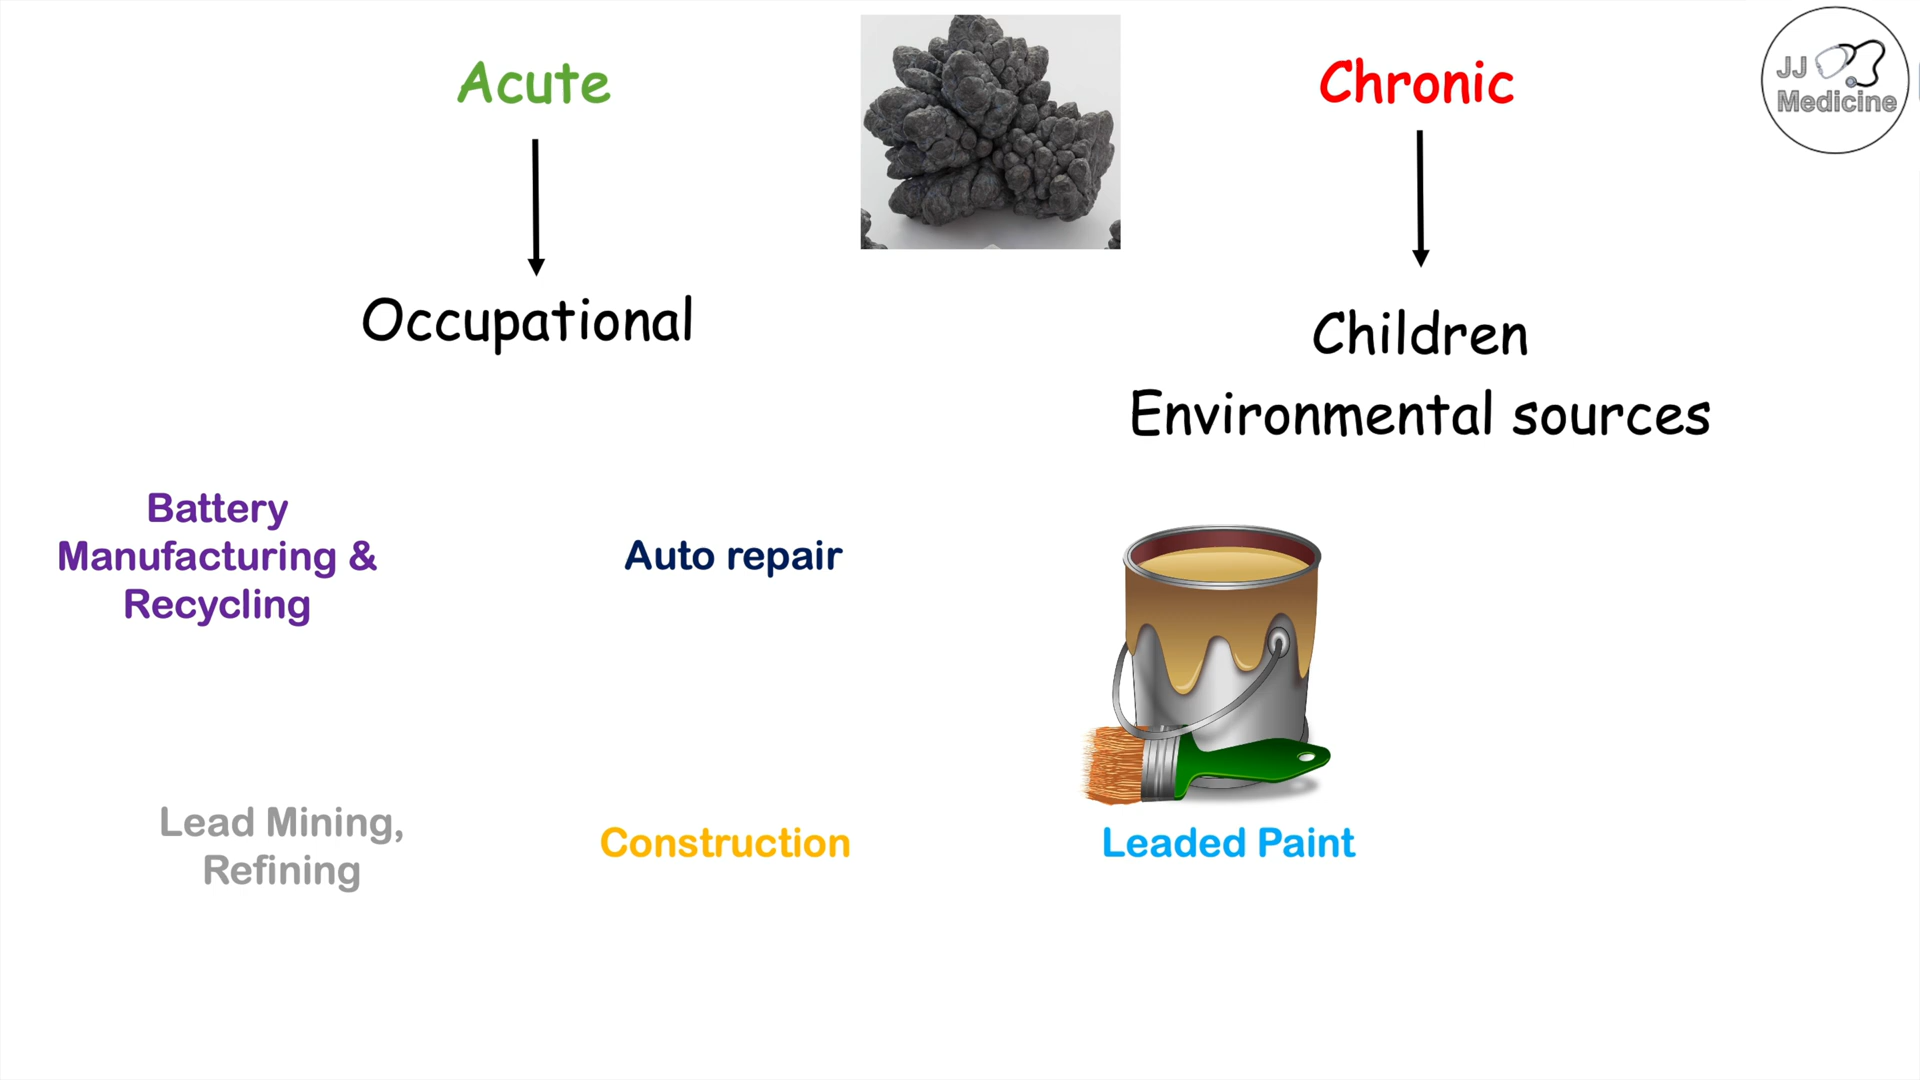 Acute
Chronic
JJ
Medicine
Occupational
Children
Environmental sources
Battery
Manufacturing &
Recycling
Auto repair
Lead Mining,
Refining
Construction
Leaded Paint